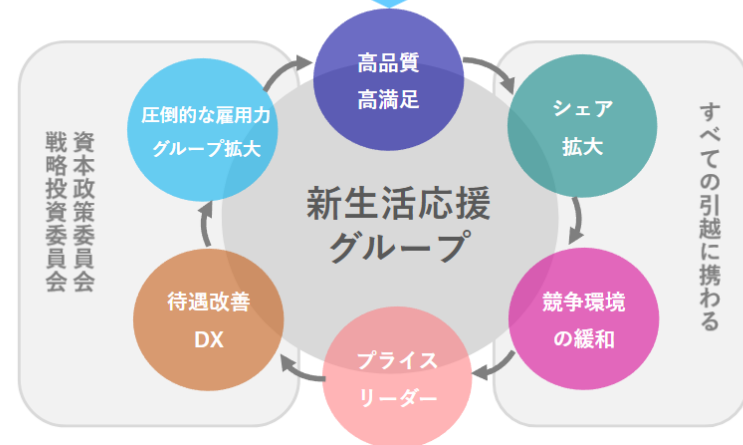 高品質
高満足
シェア
拡大
競争環境
の緩和
プライス
リーダー
待遇改善
DX
圧倒的な雇用力
グループ拡大
新生活応援
グループ
資本政策委員会
戦略投資委員会
すべての引越に携わる